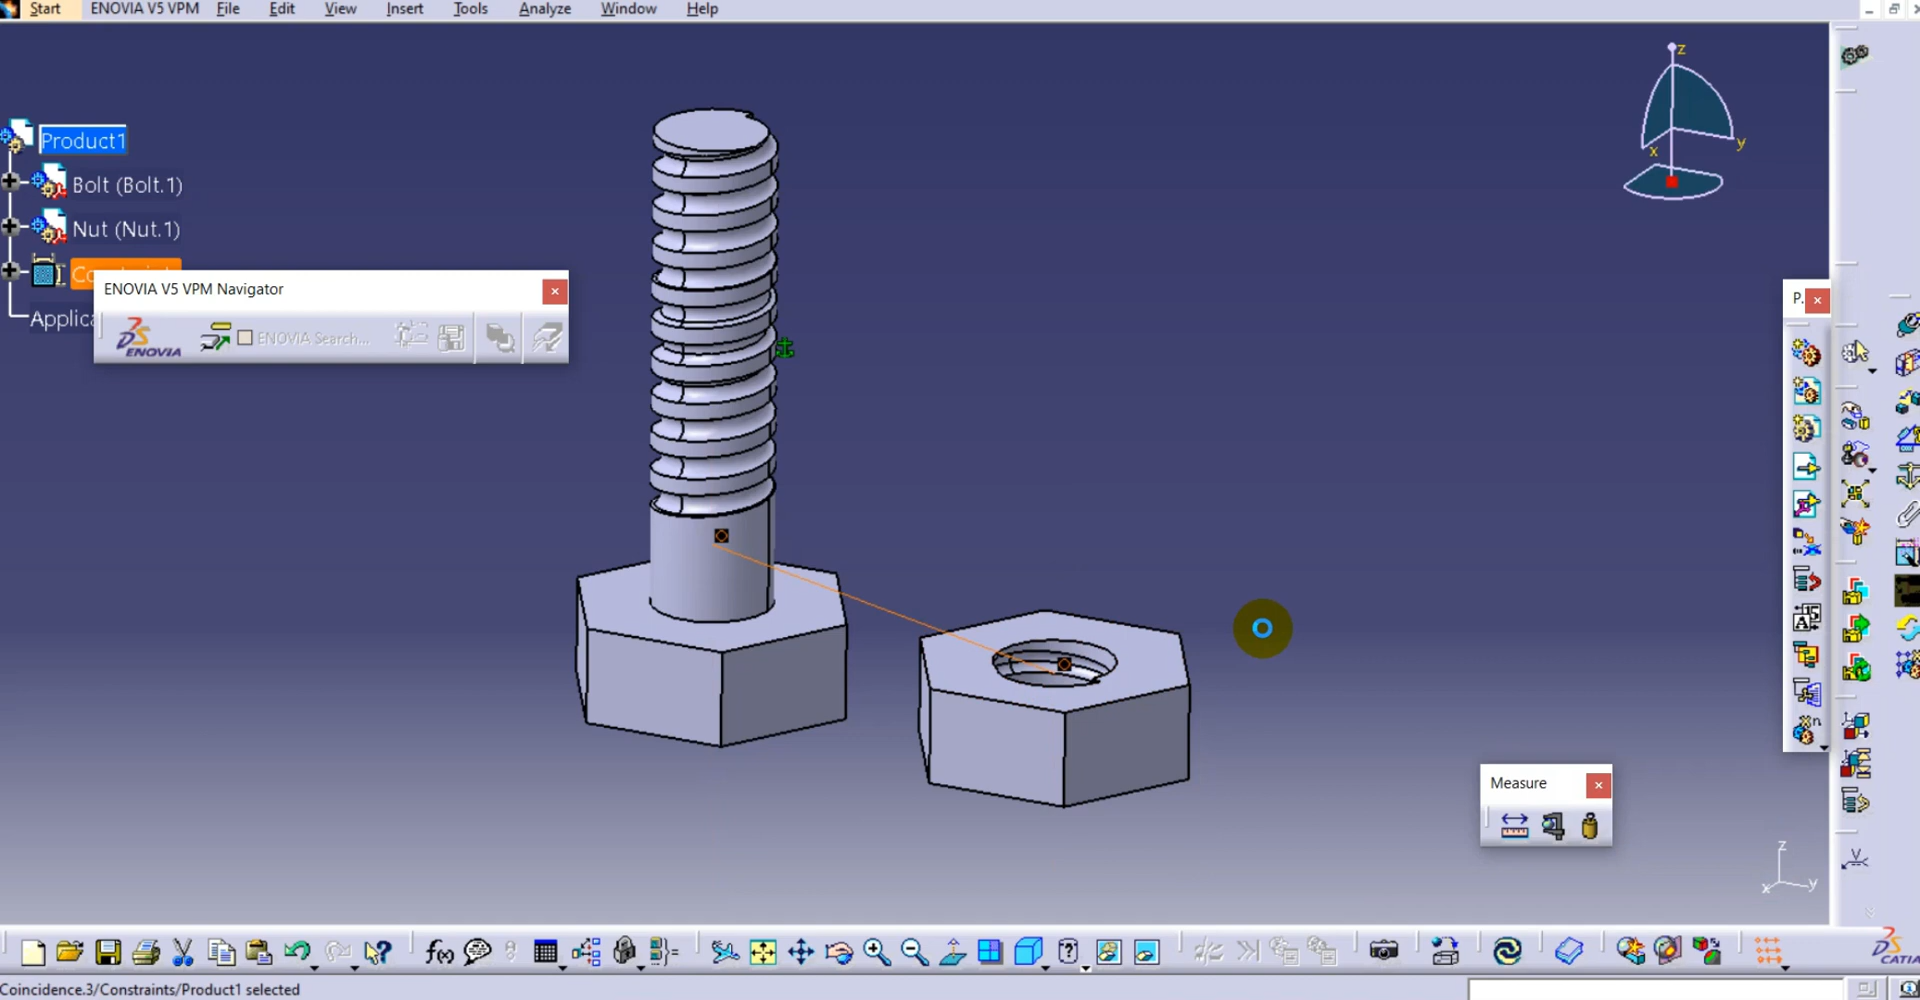 Start ENOVIA V5 VPM File Edit View Insert Tools Analyze Window Help
z
y
x
Product1
Bolt (Bolt.1)
Nut (Nut.1)
ENOVIA V5 VPM Navigator
ENOVIA
ENOVIA Search...
Applica
P.
Measure
z
x
y
f(x)
CATIA
Coincidence.3/Constraints/Product1 selected